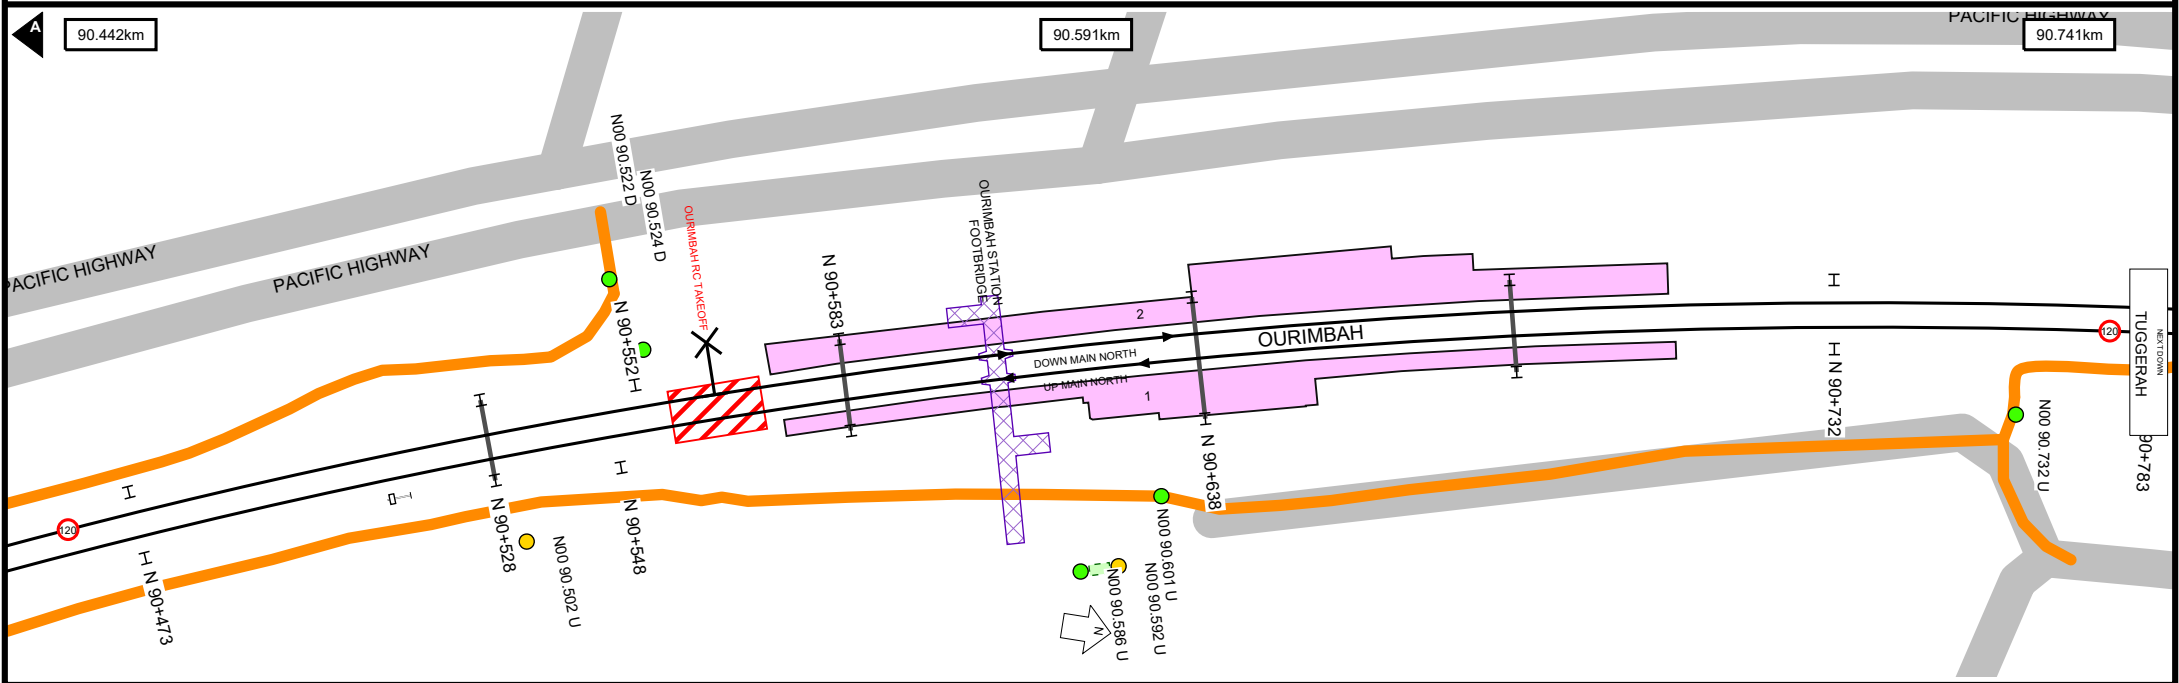 A
90.442km
90.591km
PACIFIC HIGHWAY
90.741km
N00 90.522 D
N00 90.524 D
OURIMBAH RC TAKEOFF
OURIMBAH STATION
FOOTBRIDGE
PACIFIC HIGHWAY
PACIFIC HIGHWAY
N 90+583
N 90+552
2
OURIMBAH
DOWN MAIN NORTH
UP MAIN NORTH
1
120
TUGGERAH
NEXT DOWN
N 90+732
N00 90.732 U
90+783
N 90+638
120
N 90+528
N 90+548
N 90+473
N00 90.502 U
N00 90.601 U
N00 90.592 U
N00 90.586 U
N